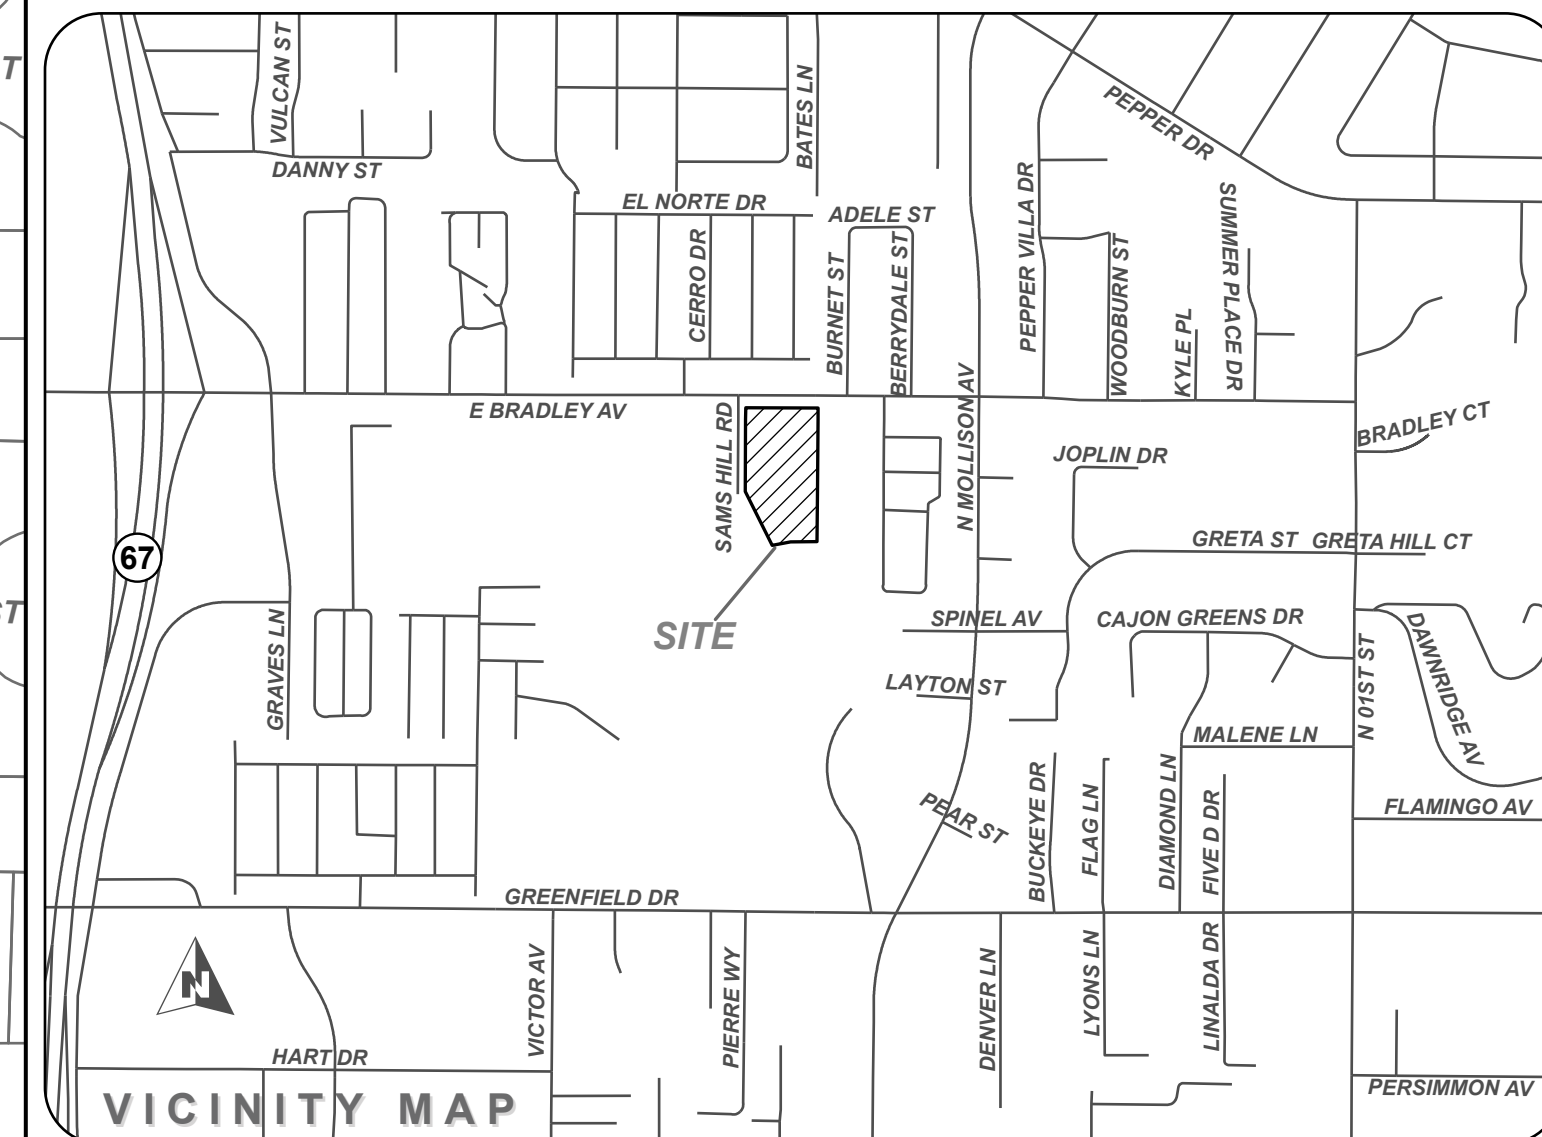 T
VULCAN ST
DANNY ST
BATES LN
PEPPER DR
EL NORTE DR
ADELE ST
CERRO DR
BURNET ST
BERRYDALE ST
PEPPER VILLA DR
WOODBURN ST
KYLE PL
SUMMER PLACE DR
E BRADLEY AV
SAMS HILL RD
N MOLLISON AV
JOPLIN DR
BRADLEY CT
67
GRETA ST
GRETA HILL CT
ST
GRAVES LN
SITE
SPINEL AV
CAJON GREENS DR
LAYTON ST
N 01ST ST
DAWNRIDGE AV
MALENE LN
PEAR ST
BUCKEYE DR
FLAG LN
DIAMOND LN
FIVE D DR
FLAMINGO AV
GREENFIELD DR
N
VICTOR AV
PIERRE WY
DENVER LN
LYONS LN
LINALDA DR
HART DR
PERSIMMON AV
VICINITY MAP